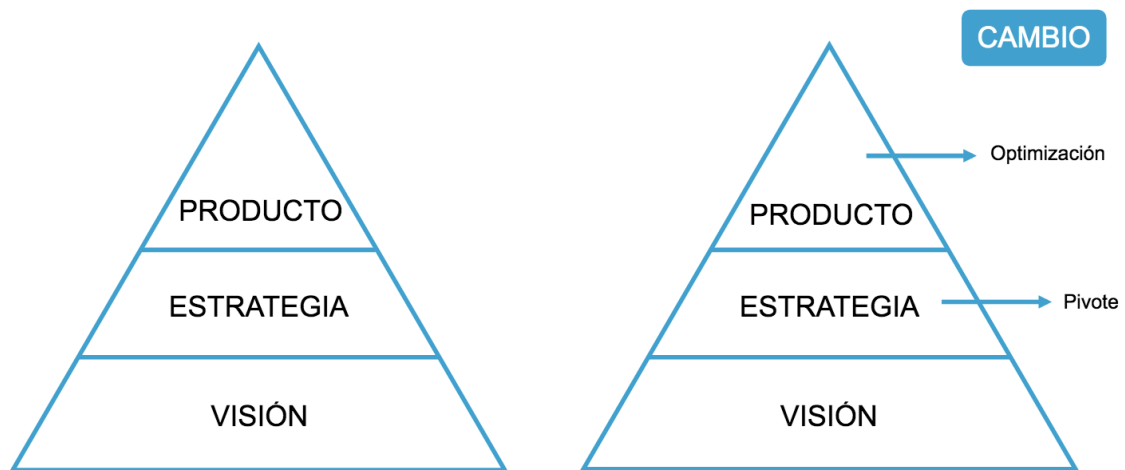 PRODUCTO
ESTRATEGIA
VISIÓN
CAMBIO
Optimización
PRODUCTO
ESTRATEGIA
Pivote
VISIÓN